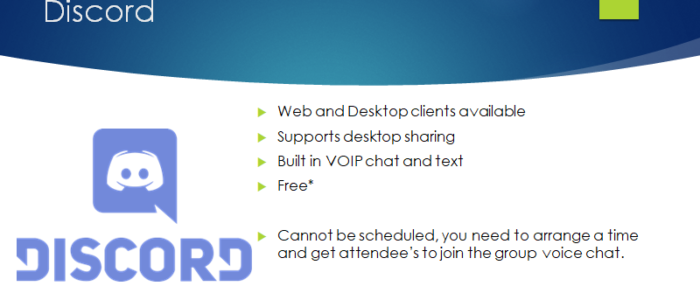 Discord
Web and Desktop clients available
Supports desktop sharing
Built in VOIP chat and text
Free*
DISCORD
Cannot be scheduled, you need to arrange a time
and get attendee's to join the group voice chat.